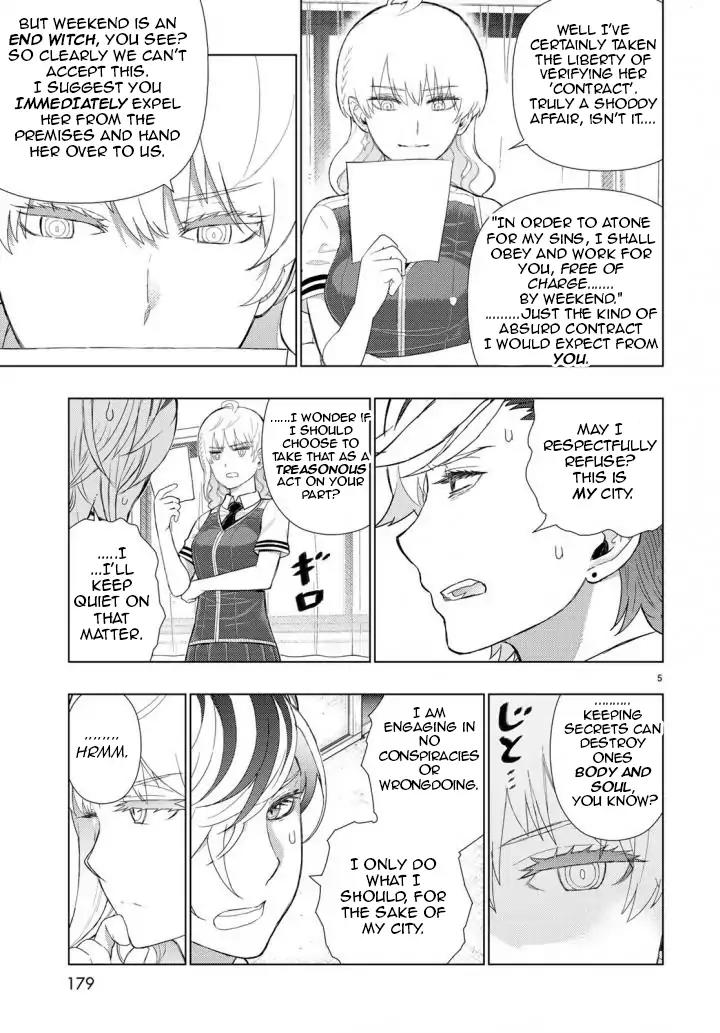 WELL I'VE
CERTAINLY TAKEN
THE LIBERTY OF
VERIFYING HER
'CONTRACT'.
TRULY A SHODDY
AFFAIR, ISN'T IT....
"IN ORDER TO ATONE
FOR MY SINS, I SHALL
OBEY AND WORK FOR
YOU, FREE OF
CHARGE.......
BY WEEKEND."
..........JUST THE KIND OF
ABSURD CONTRACT
I WOULD EXPECT FROM
YOU.
BUT WEEKEND IS AN
END WITCH, YOU SEE?
SO CLEARLY WE CAN'T
ACCEPT THIS.
I SUGGEST YOU
IMMEDIATELY EXPEL
HER FROM THE
PREMISES AND HAND
HER OVER TO US.
MAY I
RESPECTFULLY
REFUSE?
THIS IS
MY CITY.
......I WONDER IF
I SHOULD
CHOOSE TO
TAKE THAT AS A
TREASONOUS
ACT ON YOUR
PART?
ギロ
.....I
...I'LL
KEEP
QUIET ON
THAT
MATTER.
5
..........
KEEPING
SECRETS CAN
DESTROY
ONES
BODY AND
SOUL,
YOU KNOW?
じと
I AM
ENGAGING IN
NO
CONSPIRACIES
OR
WRONGDOING.
I ONLY DO
WHAT I
SHOULD, FOR
THE SAKE OF
MY CITY.
.........
HRMM.
179